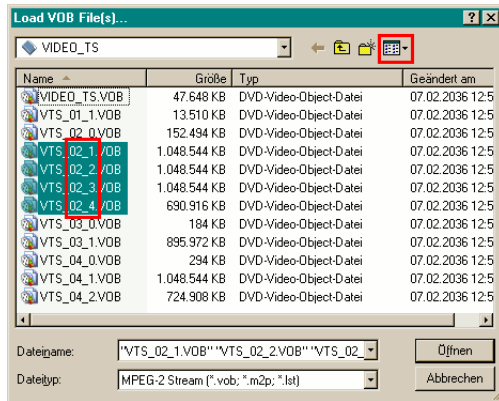 Load VOB File(s)...
VIDEO_TS
Name Größe Typ Geändert am
VIDEO_TS.VOB 47.648 KB DVD-Video-Object-Datei 07.02.2036 12:5
VTS_01_1.VOB 13.510 KB DVD-Video-Object-Datei 07.02.2036 12:5
VTS_02_0.VOB 152.494 KB DVD-Video-Object-Datei 07.02.2036 12:5
VTS_02_1.VOB 1.048.544 KB DVD-Video-Object-Datei 07.02.2036 12:5
VTS_02_2.VOB 1.048.544 KB DVD-Video-Object-Datei 07.02.2036 12:5
VTS_02_3.VOB 1.048.544 KB DVD-Video-Object-Datei 07.02.2036 12:5
VTS_02_4.VOB 690.916 KB DVD-Video-Object-Datei 07.02.2036 12:5
VTS_03_0.VOB 184 KB DVD-Video-Object-Datei 07.02.2036 12:5
VTS_03_1.VOB 895.972 KB DVD-Video-Object-Datei 07.02.2036 12:5
VTS_04_0.VOB 294 KB DVD-Video-Object-Datei 07.02.2036 12:5
VTS_04_1.VOB 1.048.544 KB DVD-Video-Object-Datei 07.02.2036 12:5
VTS_04_2.VOB 724.908 KB DVD-Video-Object-Datei 07.02.2036 12:5
Dateiname: "VTS_02_1.VOB" "VTS_02_2.VOB" "VTS_02_ Öffnen
Dateityp: MPEG-2 Stream (*.vob; *.m2p; *.lst) Abbrechen